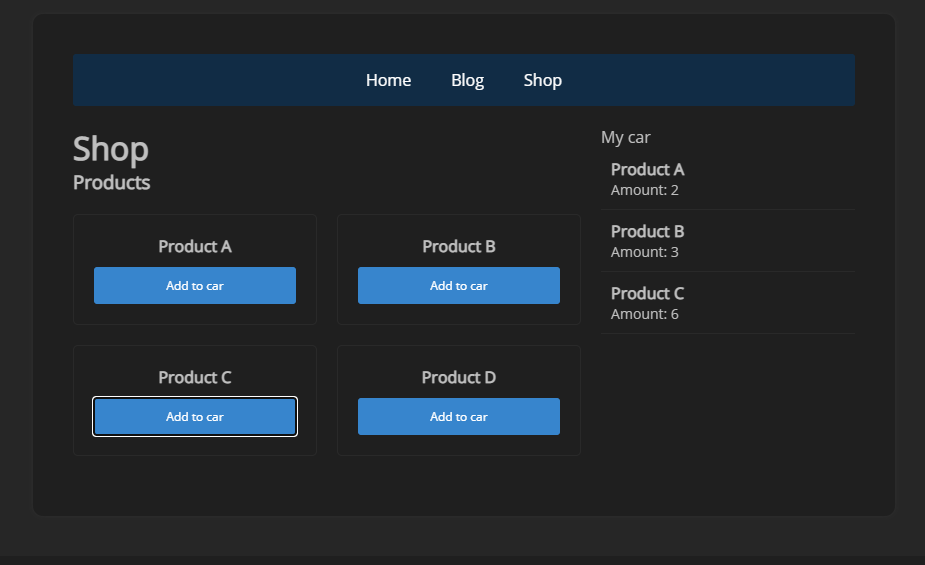 Home Blog Shop
Shop
Products
Product A
Add to car
Product B
Add to car
Product C
Add to car
Product D
Add to car
My car
Product A
Amount: 2
Product B
Amount: 3
Product C
Amount: 6